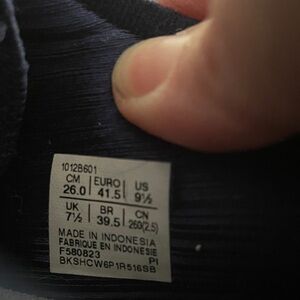 1012B601
CM EURO US
26.0 41.5 9½
UK BR CN
7½ 39.5 260(2.5)
MADE IN INDONESIA
FABRIQUE EN INDONESIE
F580823 PI
BKSHCW6P1R516SB